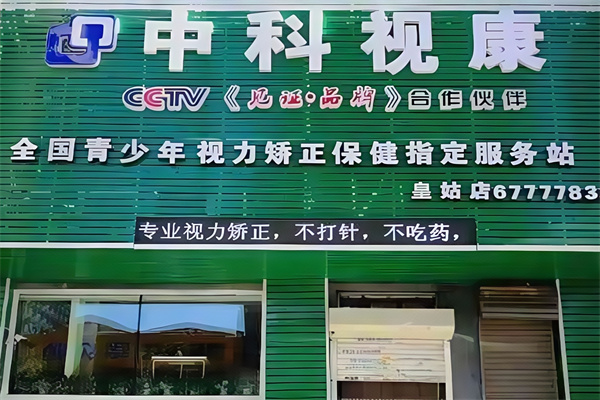 中科视康
CCTV《见证·品牌》合作伙伴
全国青少年视力矫正保健指定服务站
皇姑店6777783
专业视力矫正，不打针，不吃药，